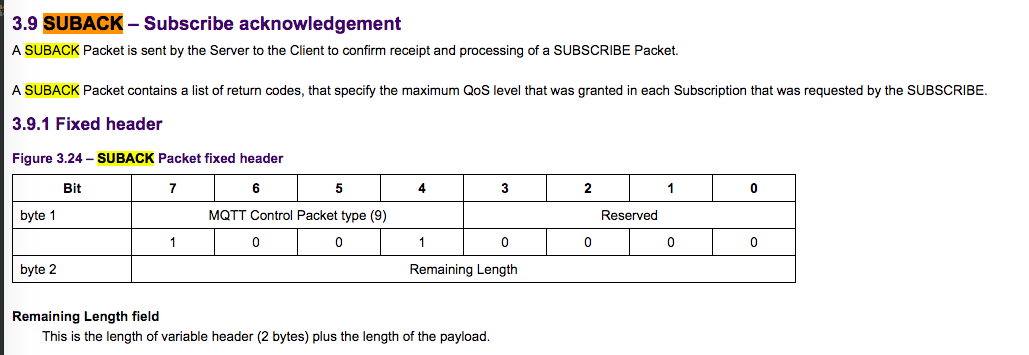 3.9 SUBACK – Subscribe acknowledgement
A SUBACK Packet is sent by the Server to the Client to confirm receipt and processing of a SUBSCRIBE Packet.
A SUBACK Packet contains a list of return codes, that specify the maximum QoS level that was granted in each Subscription that was requested by the SUBSCRIBE.
3.9.1 Fixed header
Figure 3.24 – SUBACK Packet fixed header
Bit 7 6 5 4 3 2 1 0
byte 1 MQTT Control Packet type (9) Reserved
1 0 0 1 0 0 0 0
byte 2 Remaining Length
Remaining Length field
This is the length of variable header (2 bytes) plus the length of the payload.